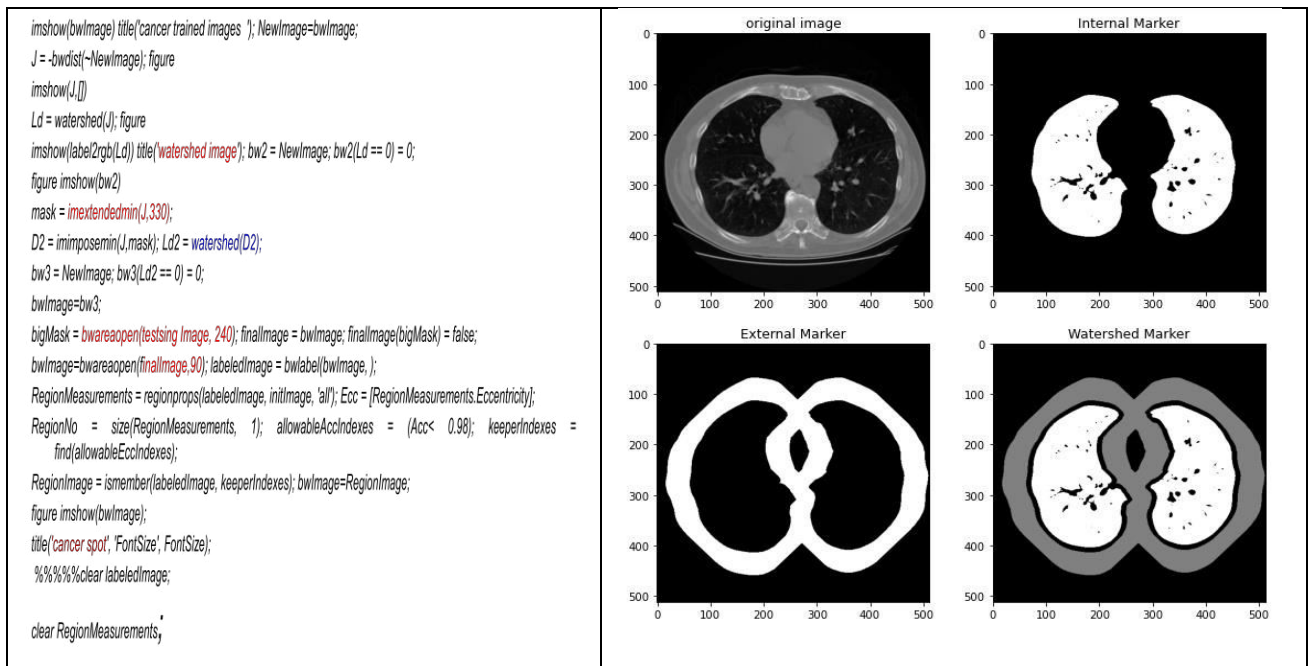 imshow(bwImage) title('cancer trained images  '); NewImage=bwImage;
J = -bwdist(~NewImage); figure
imshow(J,[])
Ld = watershed(J); figure
imshow(label2rgb(Ld)) title('watershed image'); bw2 = NewImage; bw2(Ld == 0) = 0;
figure imshow(bw2)
mask = imextendedmin(J,330);
D2 = imimposemin(J,mask); Ld2 = watershed(D2);
bw3 = NewImage; bw3(Ld2 == 0) = 0;
bwImage=bw3;
bigMask = bwareaopen(testsing Image, 240); finalImage = bwImage; finalImage(bigMask) = false;
bwImage=bwareaopen(finalImage,90); labeledImage = bwlabel(bwImage, );
RegionMeasurements = regionprops(labeledImage, initImage, 'all'); Ecc = [RegionMeasurements.Eccentricity];
RegionNo = size(RegionMeasurements, 1); allowableAccIndexes = (Acc< 0.98); keeperIndexes =
find(allowableEccIndexes);
RegionImage = ismember(labeledImage, keeperIndexes); bwImage=RegionImage;
figure imshow(bwImage);
title('cancer spot', 'FontSize', FontSize);
%%%%%clear labeledImage;
clear RegionMeasurements;
original image
0
100
200
300
400
500
0 100 200 300 400 500
Internal Marker
0
100
200
300
400
500
0 100 200 300 400 500
External Marker
0
100
200
300
400
500
0 100 200 300 400 500
Watershed Marker
0
100
200
300
400
500
0 100 200 300 400 500